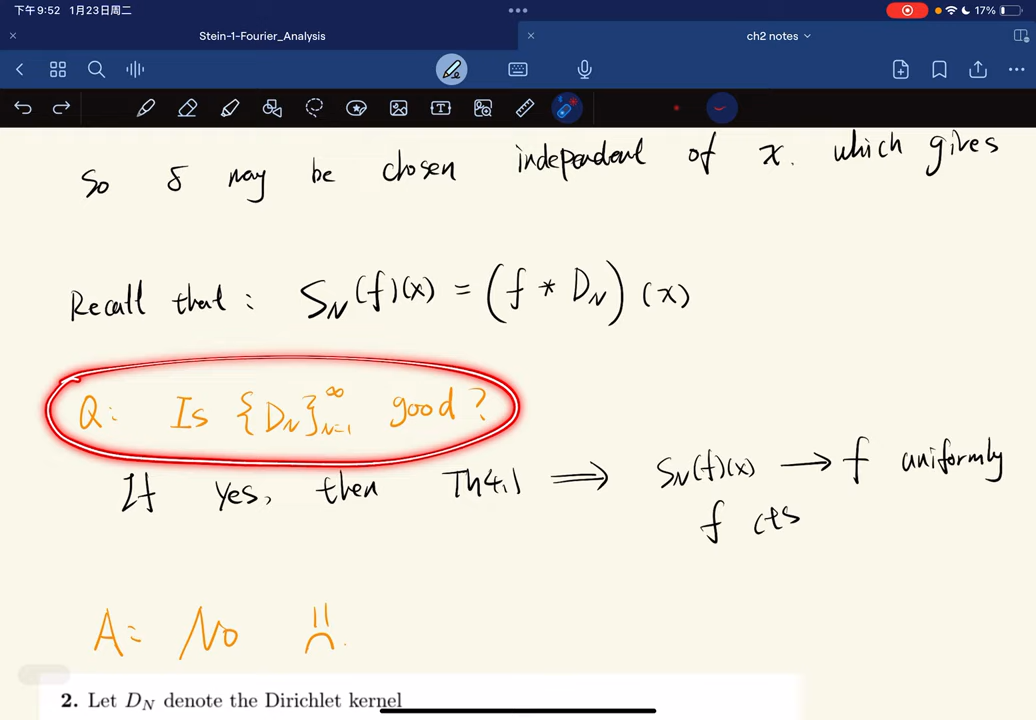 下午9:52 1月23日周二 17%
Stein-1-Fourier_Analysis
ch2 notes
So δ may be chosen independent of x. which gives
Recall that: S_N(f)(x) = (f * D_N)(x)
Q: Is {D_N}_{N=1}^∞ good?
If yes, then Th4.1 ⟹ S_N(f)(x) → f uniformly
f cts
A: No
2. Let D_N denote the Dirichlet kernel